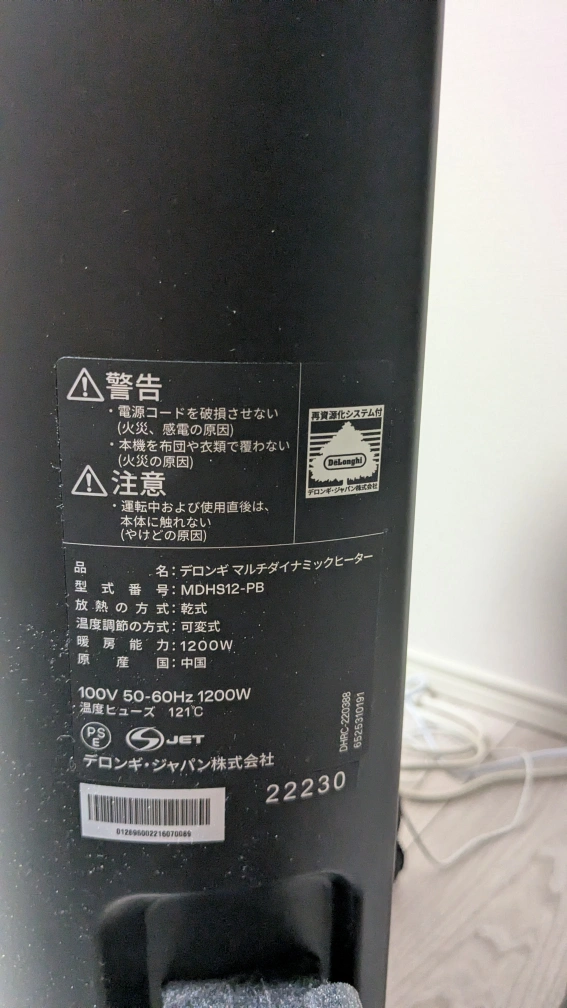 警告
・電源コードを破損させない
(火災、感電の原因)
・本機を布団や衣類で覆わない
(火災の原因)
注意
・運転中および使用直後は、
本体に触れない
(やけどの原因)
再資源化システム付
DeLonghi
デロンギ・ジャパン株式会社
品名:デロンギ マルチダイナミックヒーター
型式番号:MDHS12-PB
放熱の方式:乾式
温度調節の方式:可変式
暖房能力:1200W
原産国:中国
100V 50-60Hz 1200W
温度ヒューズ 121℃
PSE
JET
デロンギ・ジャパン株式会社
DHRC-220388
6525310191
22230
012896002216070089